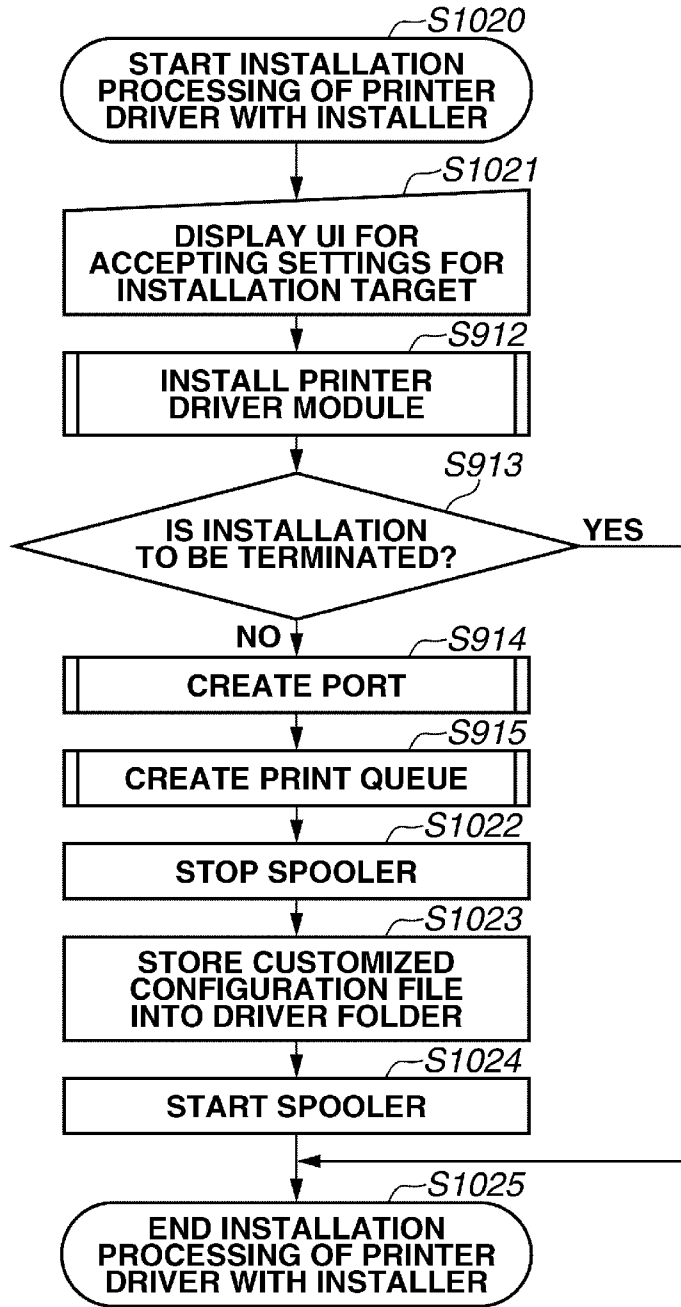 S1020
START INSTALLATION
PROCESSING OF PRINTER
DRIVER WITH INSTALLER
S1021
DISPLAY UI FOR
ACCEPTING SETTINGS FOR
INSTALLATION TARGET
S912
INSTALL PRINTER
DRIVER MODULE
S913
IS INSTALLATION
TO BE TERMINATED?
YES
NO
S914
CREATE PORT
S915
CREATE PRINT QUEUE
S1022
STOP SPOOLER
S1023
STORE CUSTOMIZED
CONFIGURATION FILE
INTO DRIVER FOLDER
S1024
START SPOOLER
S1025
END INSTALLATION
PROCESSING OF PRINTER
DRIVER WITH INSTALLER